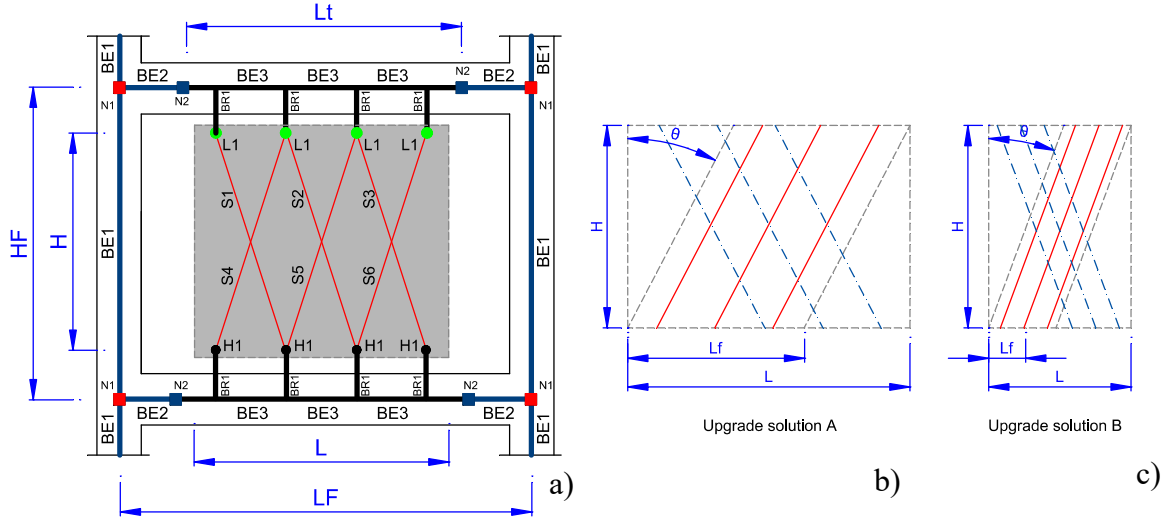 Lt
BE1
BE1
BE2 BE3 BE3 BE3 BE2
N1 N2 N2 N1
BR1 BR1 BR1 BR1
L1 L1 L1 L1
S1 S2 S3
HF H BE1 BE1
S4 S5 S6
H1 H1 H1 H1
N1 N2 BR1 BR1 BR1 BR1 N2 N1
BE2 BE3 BE3 BE3 BE2
BE1 BE1
L
LF
a)
θ
H
Lf
L
Upgrade solution A
b)
θ
H
Lf
L
Upgrade solution B
c)